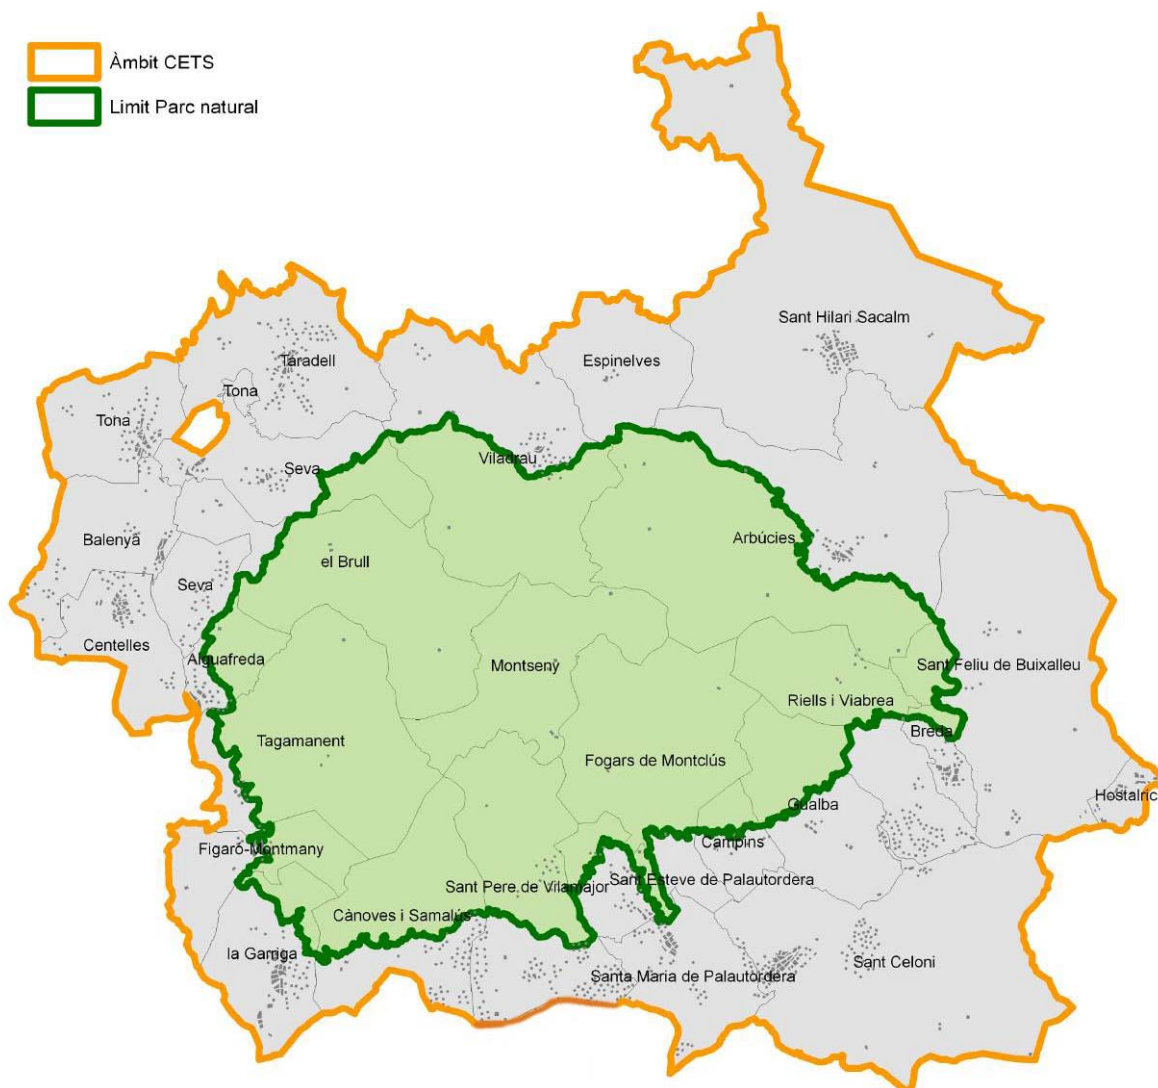 Àmbit CETS
Limit Parc natural
Sant Hilari Sacalm
Taradell
Espinelves
Tona
Tona
Seva
Viladrau
Balenyà
Arbúcies
el Brull
Seva
Centelles
Aiguafreda
Montseny
Sant Feliu de Buixalleu
Riells i Viabrea
Breda
Tagamanent
Fogars de Montclús
Hostalric
Gualba
Figaró-Montmany
Campins
Sant Pere de Vilamajor
Sant Esteve de Palautordera
Cànoves i Samalús
la Garriga
Sant Celoni
Santa Maria de Palautordera